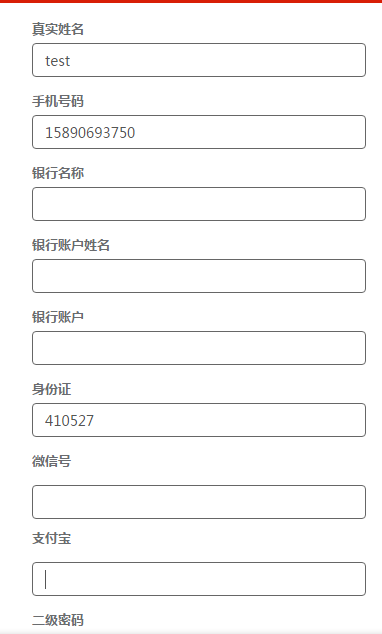 真实姓名
test
手机号码
15890693750
银行名称
银行账户姓名
银行账户
身份证
410527
微信号
支付宝
二级密码